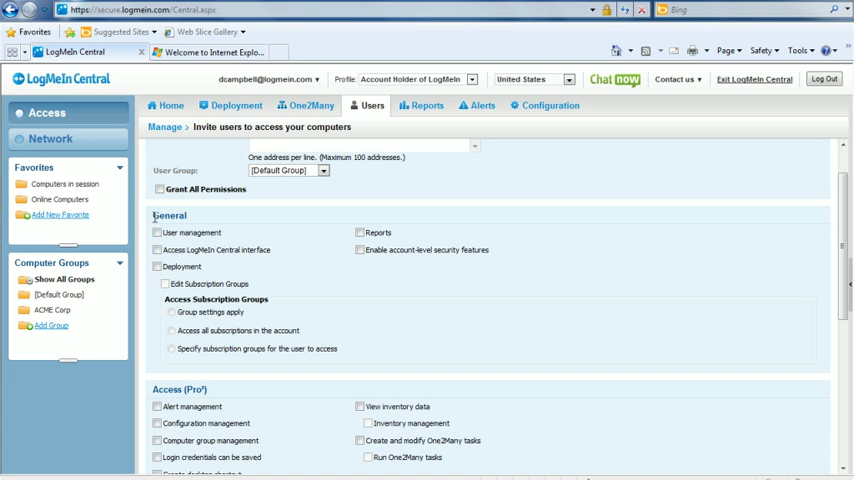 https://secure.logmein.com/Central.aspx
Bing
Favorites
Suggested Sites
Web Slice Gallery
LogMeIn Central
Welcome to Internet Explo...
Page
Safety
Tools
LogMeIn Central
dcampbell@logmein.com
Profile:
Account Holder of LogMeIn
United States
Chat now
Contact us
Exit LogMeIn Central
Log Out
Access
Home
Deployment
One2Many
Users
Reports
Alerts
Configuration
Network
Manage > Invite users to access your computers
One address per line. (Maximum 100 addresses.)
User Group:
[Default Group]
Grant All Permissions
Favorites
Computers in session
Online Computers
Add New Favorite
General
User management
Reports
Access LogMeIn Central interface
Enable account-level security features
Deployment
Edit Subscription Groups
Access Subscription Groups
Group settings apply
Access all subscriptions in the account
Specify subscription groups for the user to access
Computer Groups
Show All Groups
[Default Group]
ACME Corp
Add Group
Access (Pro²)
Alert management
View inventory data
Configuration management
Inventory management
Computer group management
Create and modify One2Many tasks
Login credentials can be saved
Run One2Many tasks
Create desktop shortcut